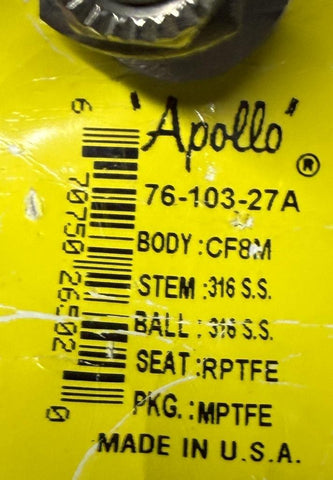 'Apollo' ®
76-103-27A
BODY:CF8M
STEM:316 S.S.
BALL:316 S.S.
SEAT:RPTFE
PKG.:MPTFE
MADE IN U.S.A.
6 70750 26502 0